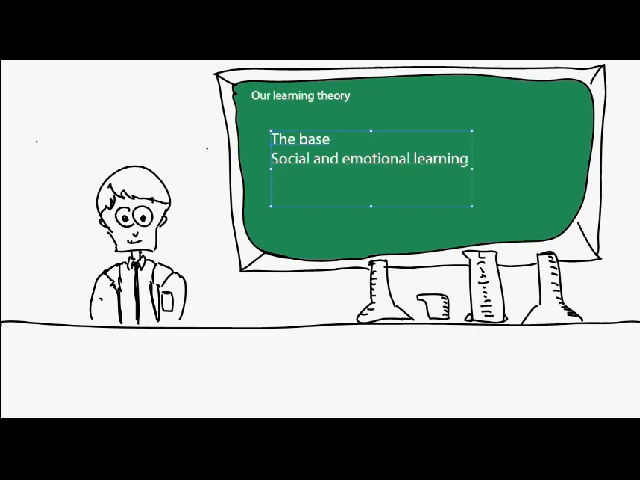 Our learning theory
The base
Social and emotional learning